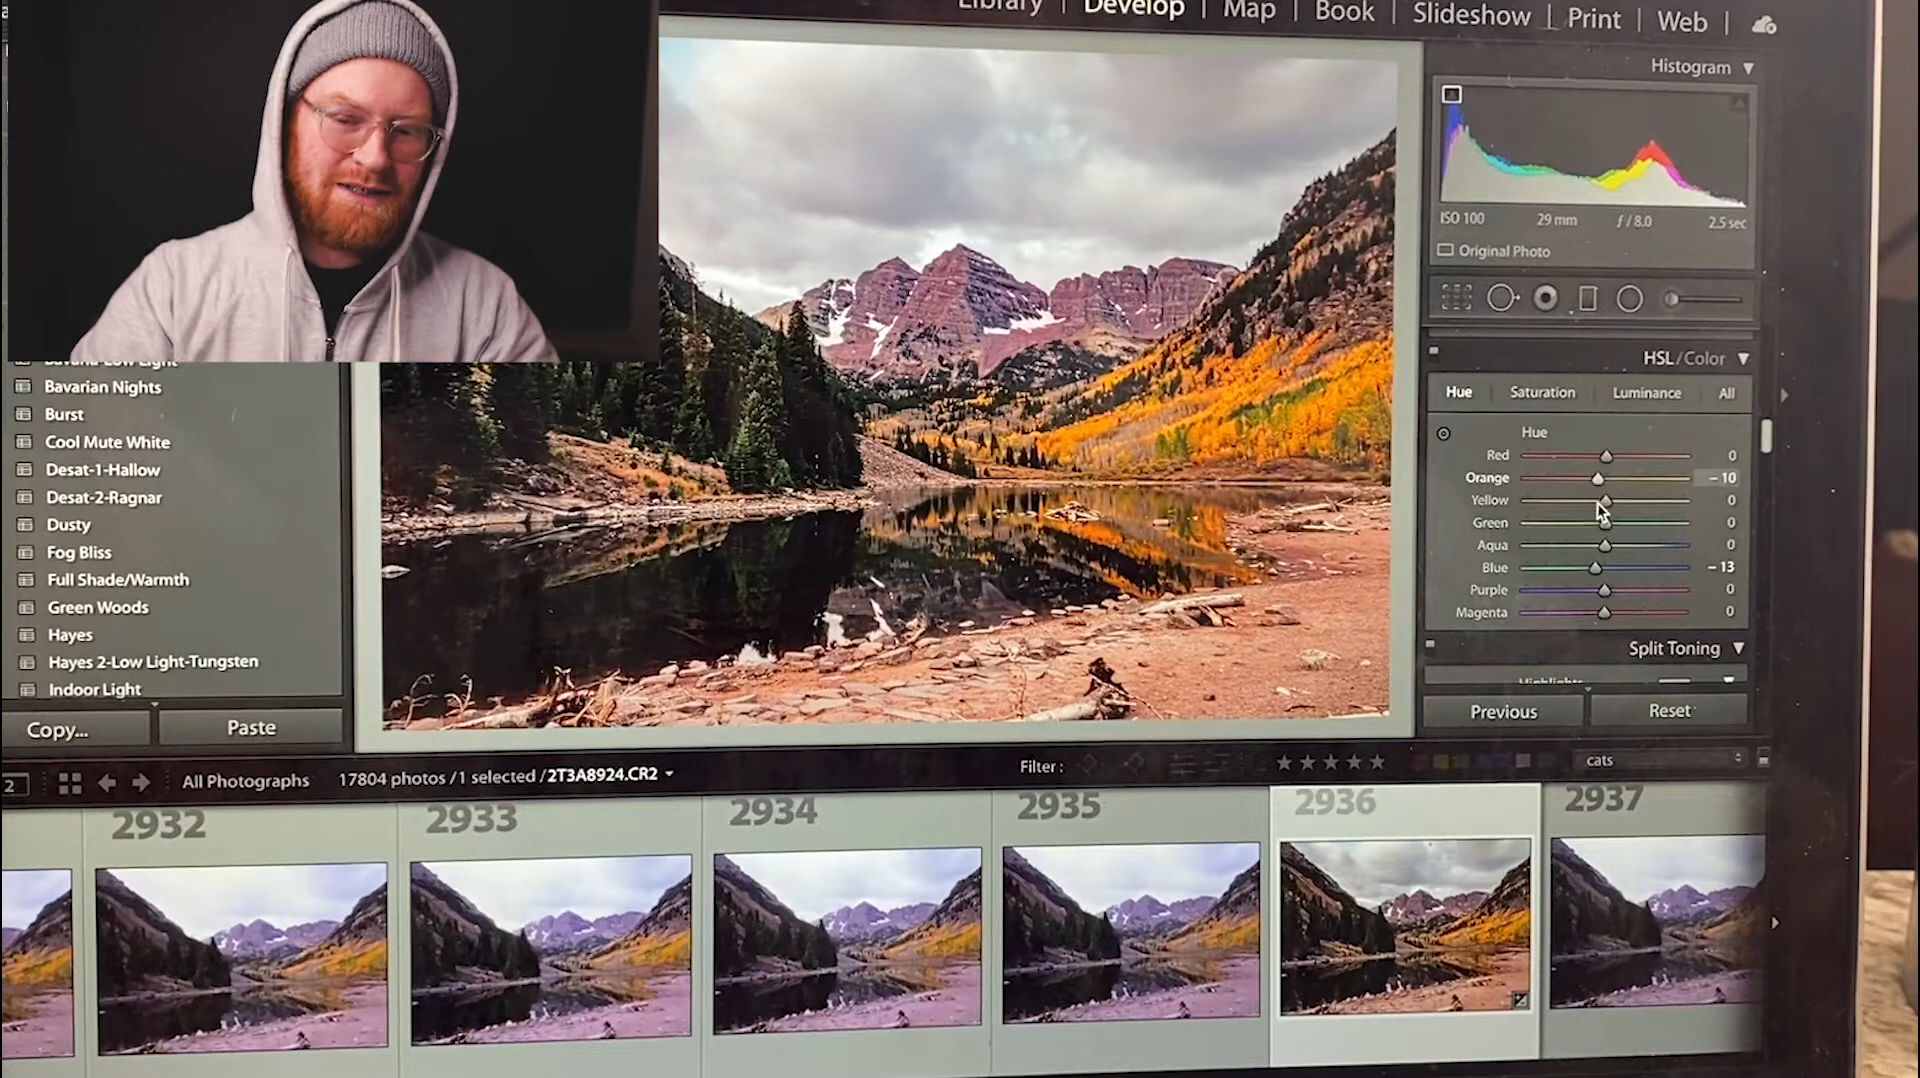 Library | Develop | Map | Book | Slideshow | Print | Web |
Histogram
ISO 100 29 mm f / 8.0 2.5 sec
Original Photo
HSL / Color
Hue Saturation Luminance All
Hue
Red 0
Orange − 10
Yellow 0
Green 0
Aqua 0
Blue − 13
Purple 0
Magenta 0
Split Toning
Highlights
Previous Reset
Bavarian Nights
Burst
Cool Mute White
Desat-1-Hallow
Desat-2-Ragnar
Dusty
Fog Bliss
Full Shade/Warmth
Green Woods
Hayes
Hayes 2-Low Light-Tungsten
Indoor Light
Copy... Paste
2 All Photographs 17804 photos / 1 selected / 2T3A8924.CR2 Filter : cats
2932 2933 2934 2935 2936 2937